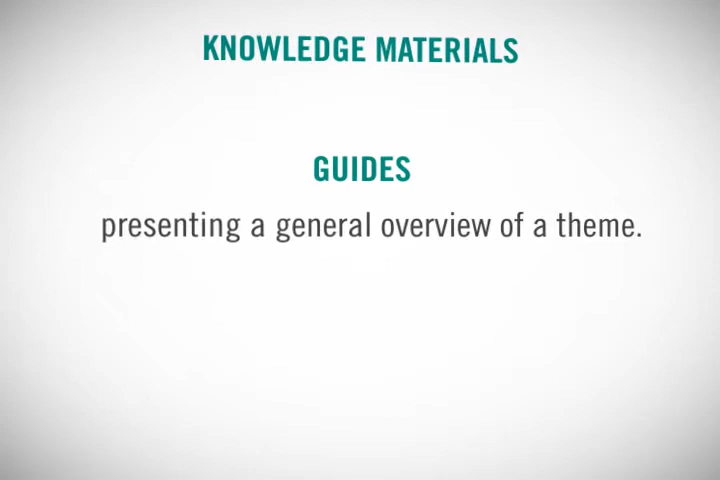 KNOWLEDGE MATERIALS
GUIDES
presenting a general overview of a theme.